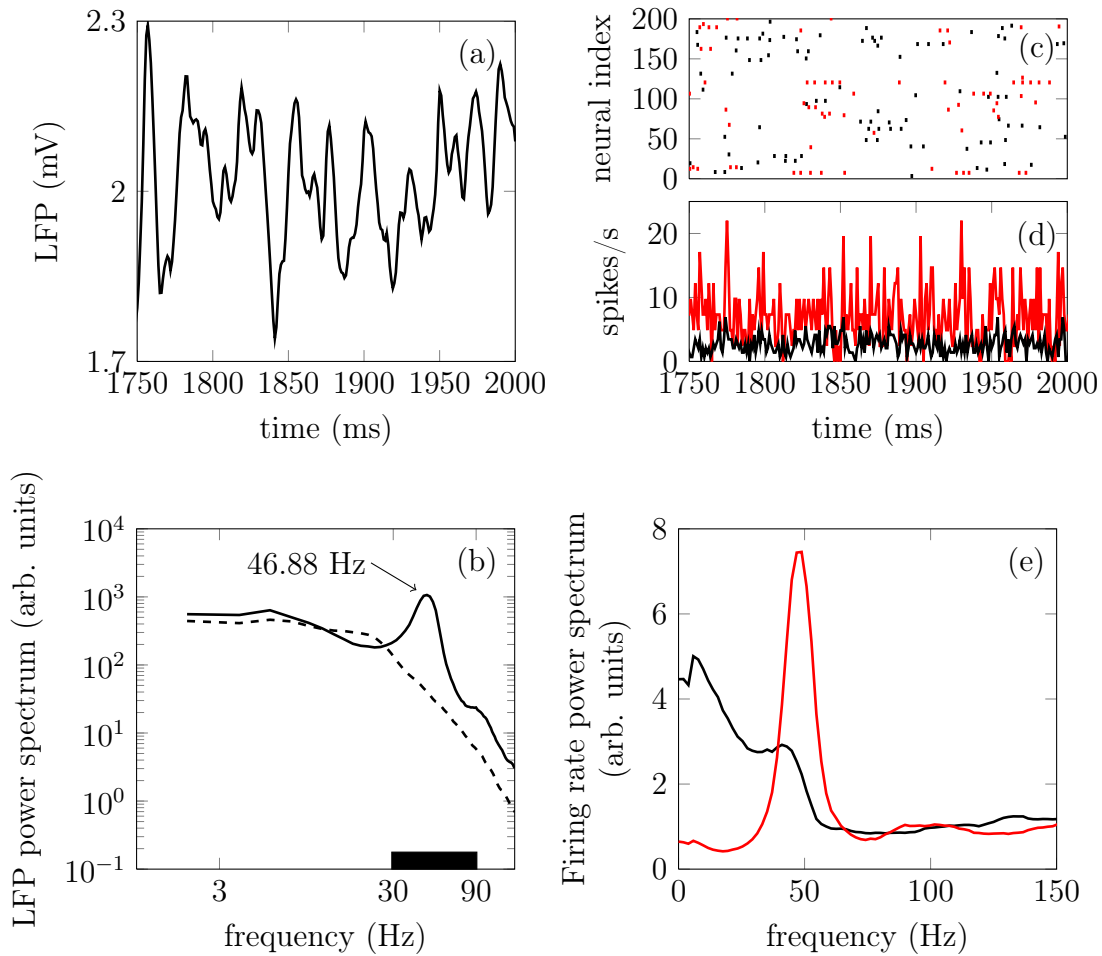 2.3
2
1.7
LFP (mV)
(a)
1750 1800 1850 1900 1950 2000
time (ms)
200
150
100
50
0
neural index
(c)
20
10
0
spikes/s
(d)
1750 1800 1850 1900 1950 2000
time (ms)
10^4
10^3
10^2
10^1
10^0
10^−1
LFP power spectrum (arb. units)
46.88 Hz
(b)
3 30 90
frequency (Hz)
8
6
4
2
0
Firing rate power spectrum
(arb. units)
(e)
0 50 100 150
frequency (Hz)